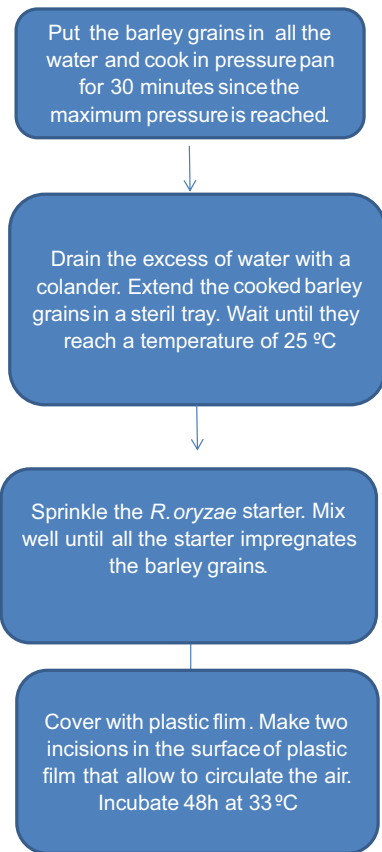 Put the barley grains in all the
water and cook in pressure pan
for 30 minutes since the
maximum pressure is reached.
Drain the excess of water with a
colander. Extend the cooked barley
grains in a steril tray. Wait until they
reach a temperature of 25 ºC
Sprinkle the R. oryzae starter. Mix
well until all the starter impregnates
the barley grains.
Cover with plastic flim . Make two
incisions in the surface of plastic
film that allow to circulate the air.
Incubate 48h at 33 ºC